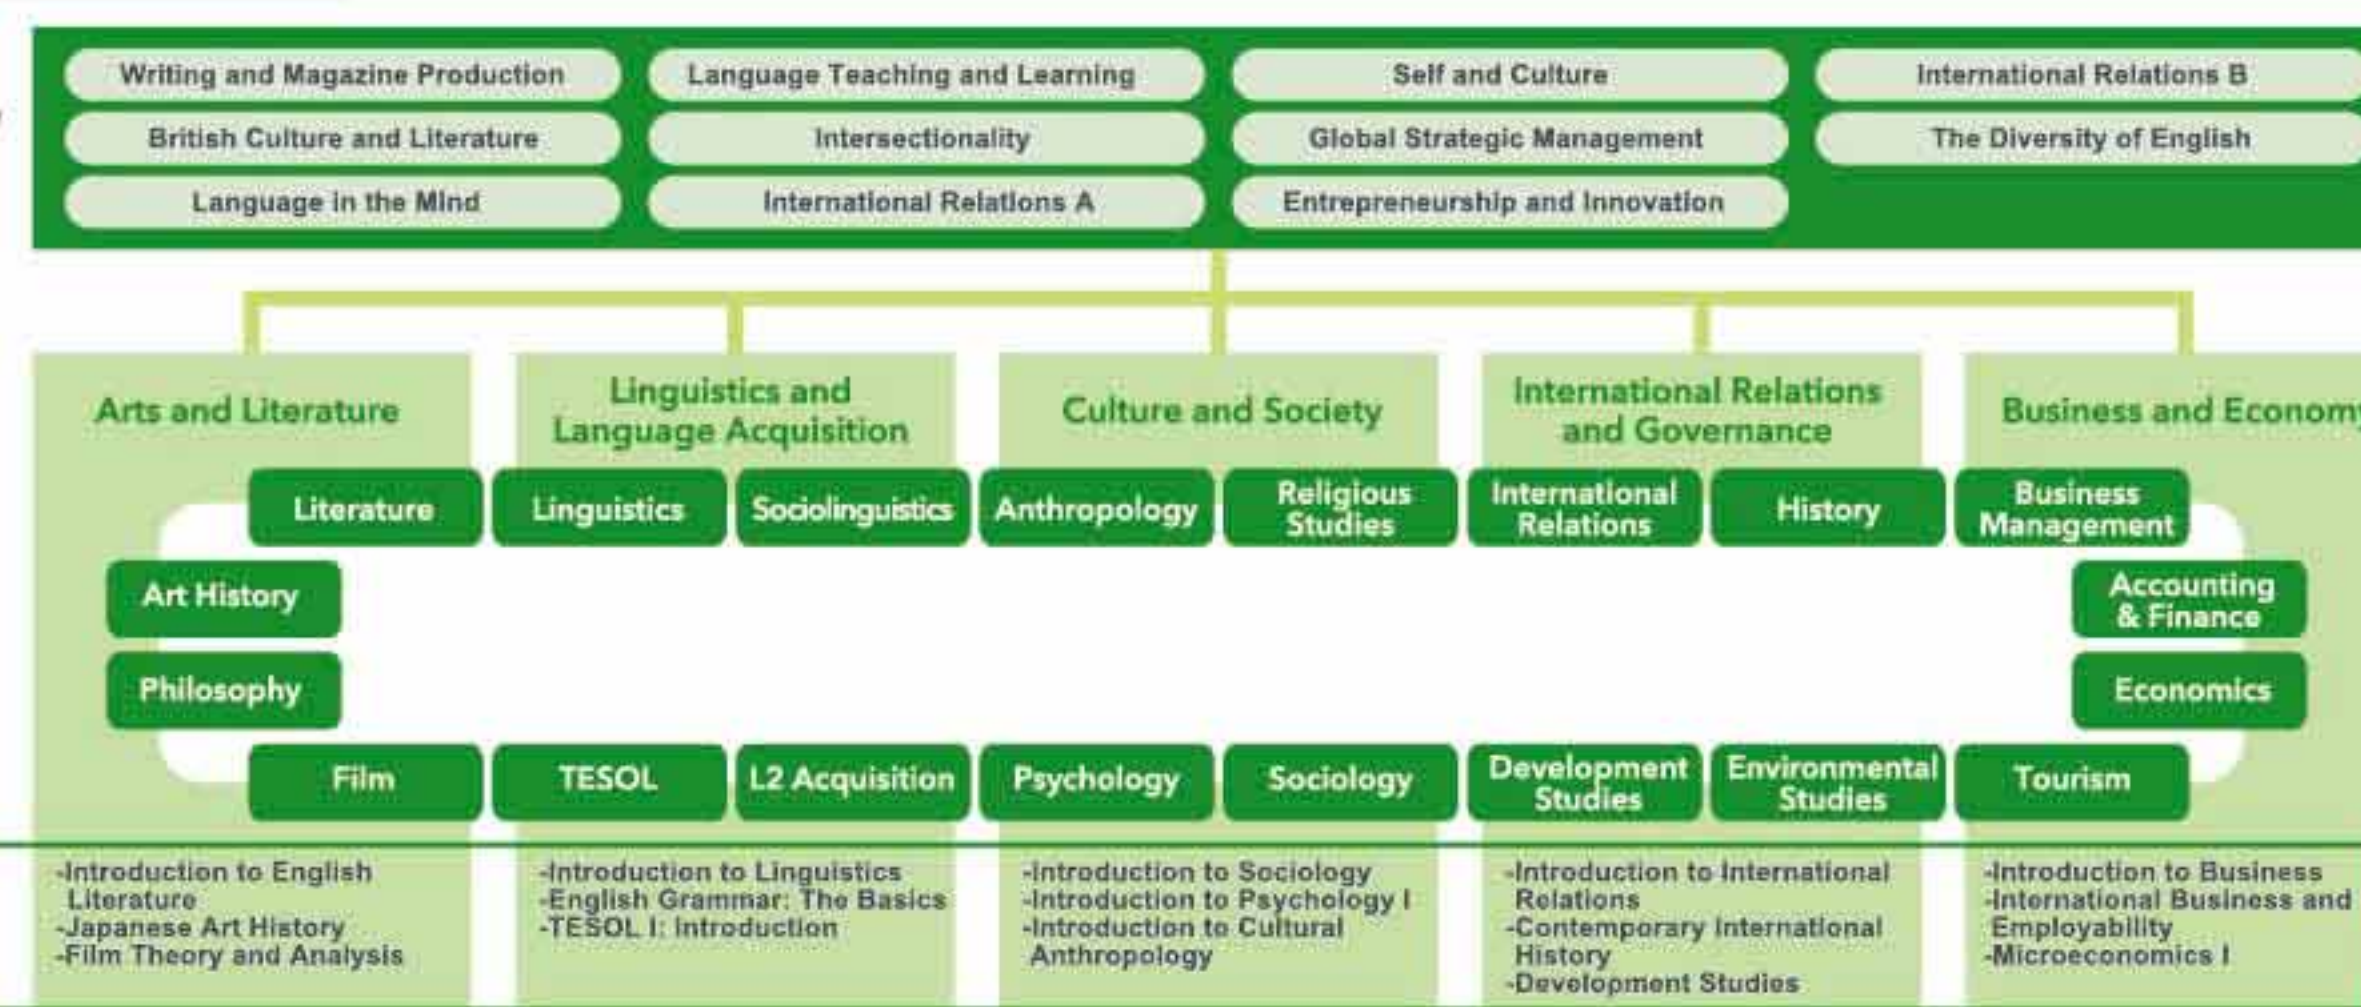 Writing and Magazine Production
Language Teaching and Learning
Self and Culture
International Relations B
British Culture and Literature
Intersectionality
Global Strategic Management
The Diversity of English
Language in the Mind
International Relations A
Entrepreneurship and Innovation
Arts and Literature
Linguistics and
Language Acquisition
Culture and Society
International Relations
and Governance
Business and Economy
Literature
Linguistics
Sociolinguistics
Anthropology
Religious
Studies
International
Relations
History
Business
Management
Art History
Accounting
& Finance
Philosophy
Economics
Film
TESOL
L2 Acquisition
Psychology
Sociology
Development
Studies
Environmental
Studies
Tourism
-Introduction to English
Literature
-Japanese Art History
-Film Theory and Analysis
-Introduction to Linguistics
-English Grammar: The Basics
-TESOL I: Introduction
-Introduction to Sociology
-Introduction to Psychology I
-Introduction to Cultural
Anthropology
-Introduction to International
Relations
-Contemporary International
History
-Development Studies
-Introduction to Business
-International Business and
Employability
-Microeconomics I